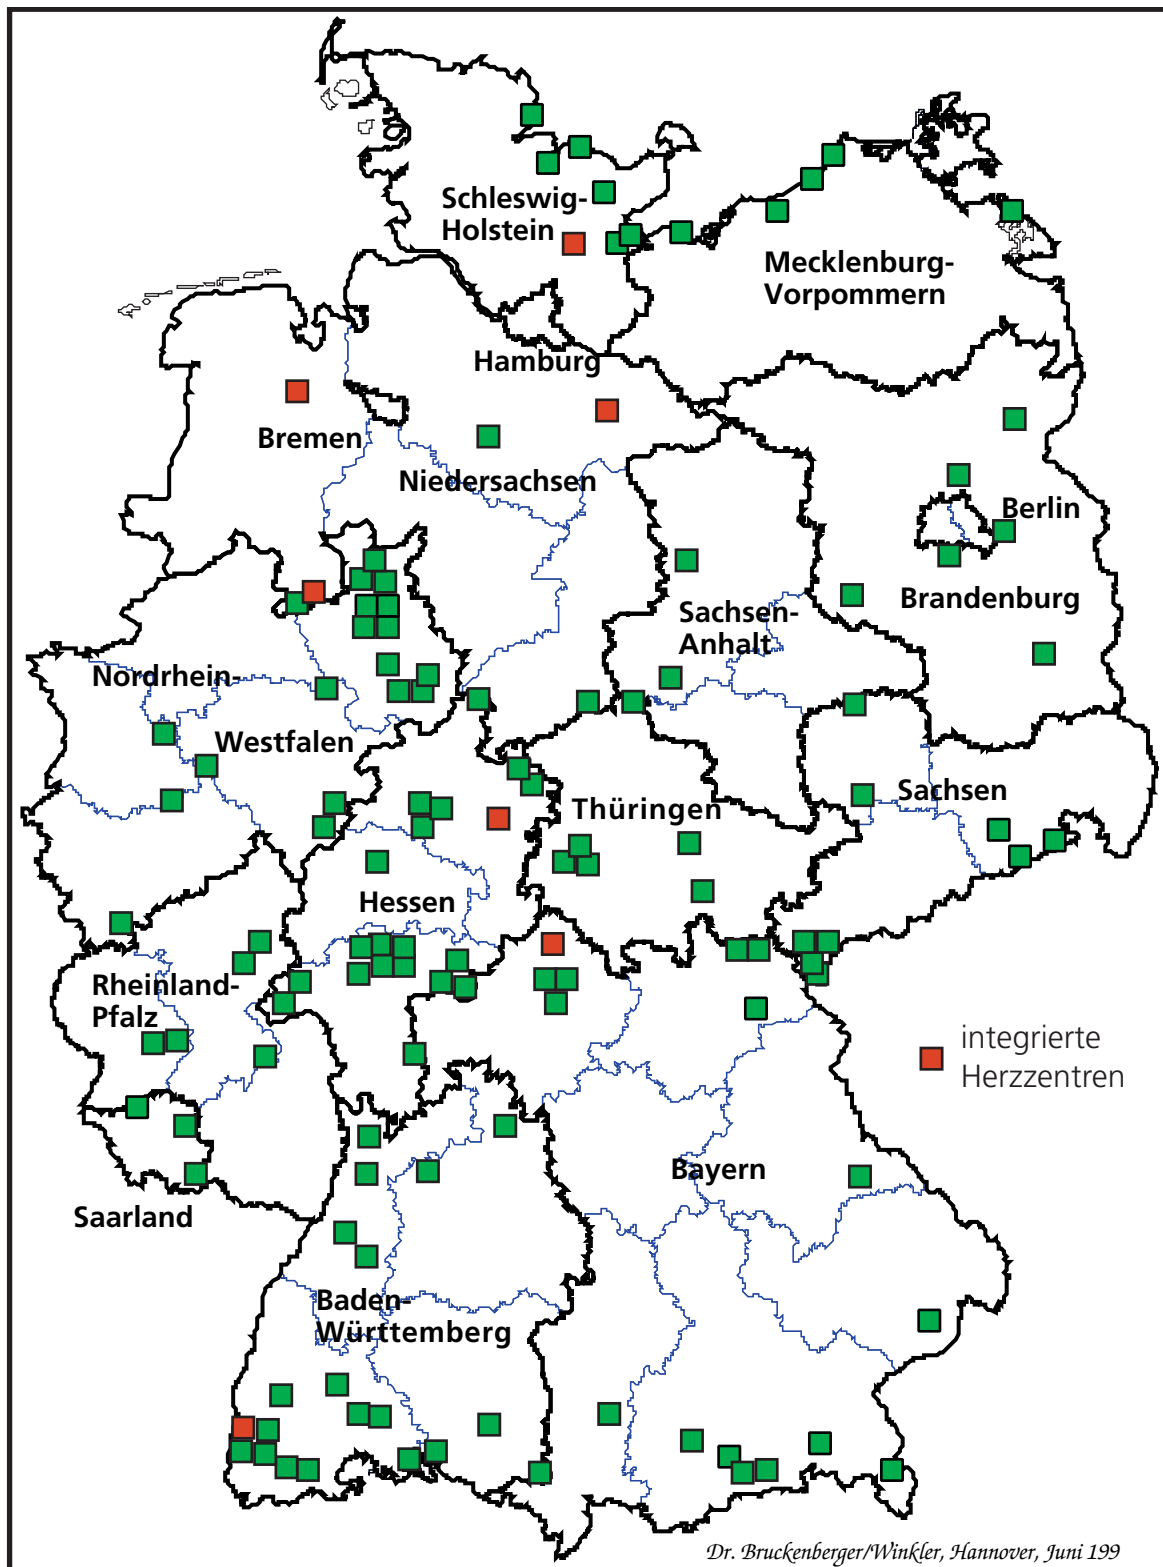 Schleswig-
Holstein
Mecklenburg-
Vorpommern
Hamburg
Bremen
Niedersachsen
Berlin
Brandenburg
Sachsen-
Anhalt
Nordrhein-
Westfalen
Sachsen
Thüringen
Hessen
Rheinland-
Pfalz
integrierte
Herzzentren
Bayern
Saarland
Baden-
Württemberg
Dr. Bruckenberger/Winkler, Hannover, Juni 199